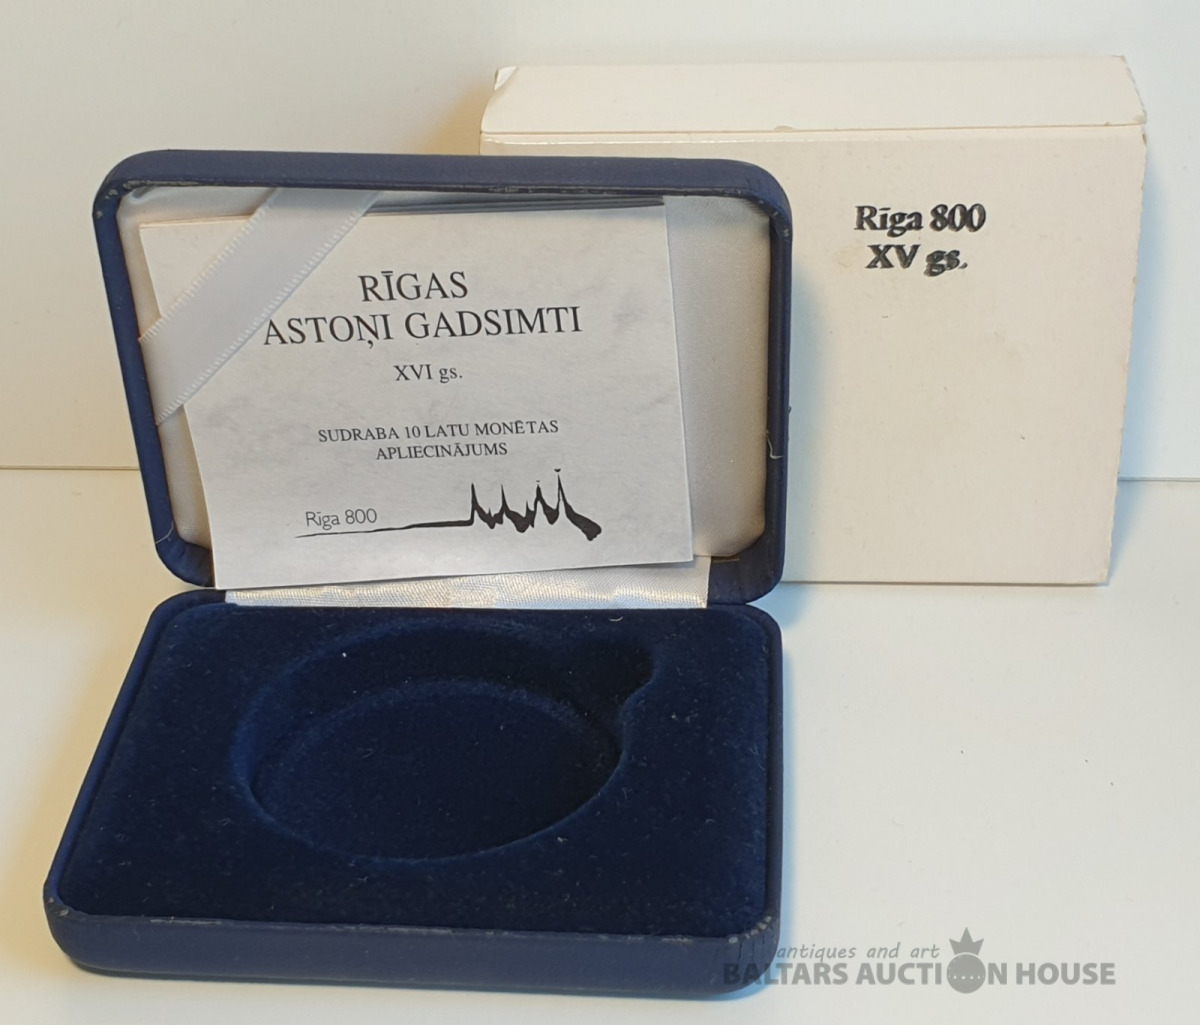 RĪGAS
ASTOŅI GADSIMTI
XVI gs.
SUDRABA 10 LATU MONĒTAS
APLIECINĀJUMS
Rīga 800
Rīga 800
XV gs.
antiques and art
BALTARS AUCTION HOUSE